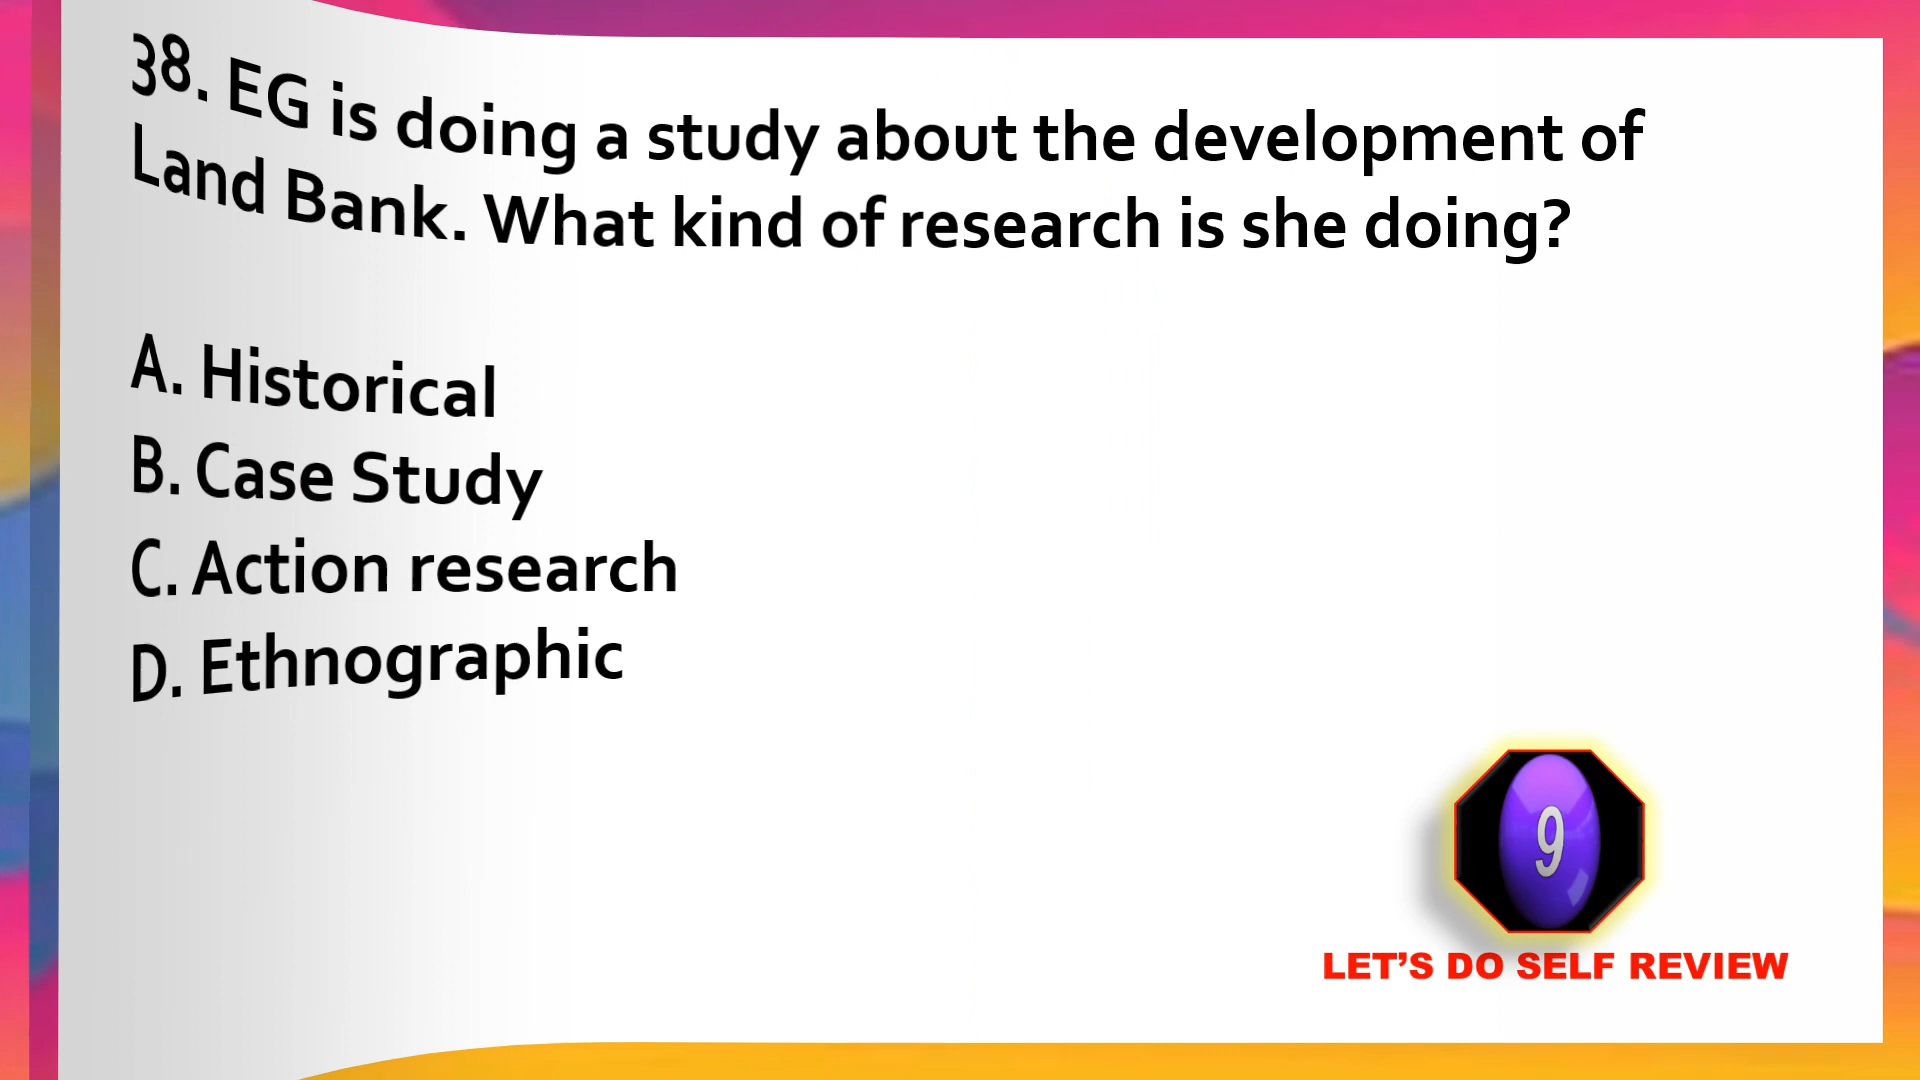 38. EG is doing a study about the development of
Land Bank. What kind of research is she doing?
A. Historical
B. Case Study
C. Action research
D. Ethnographic
9
LET'S DO SELF REVIEW